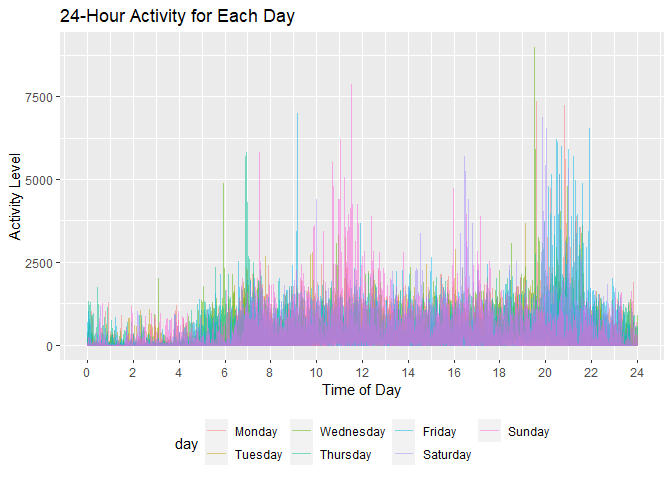 24-Hour Activity for Each Day
7500
5000
2500
0
Activity Level
0 2 4 6 8 10 12 14 16 18 20 22 24
Time of Day
day
Monday Wednesday Friday Sunday
Tuesday Thursday Saturday